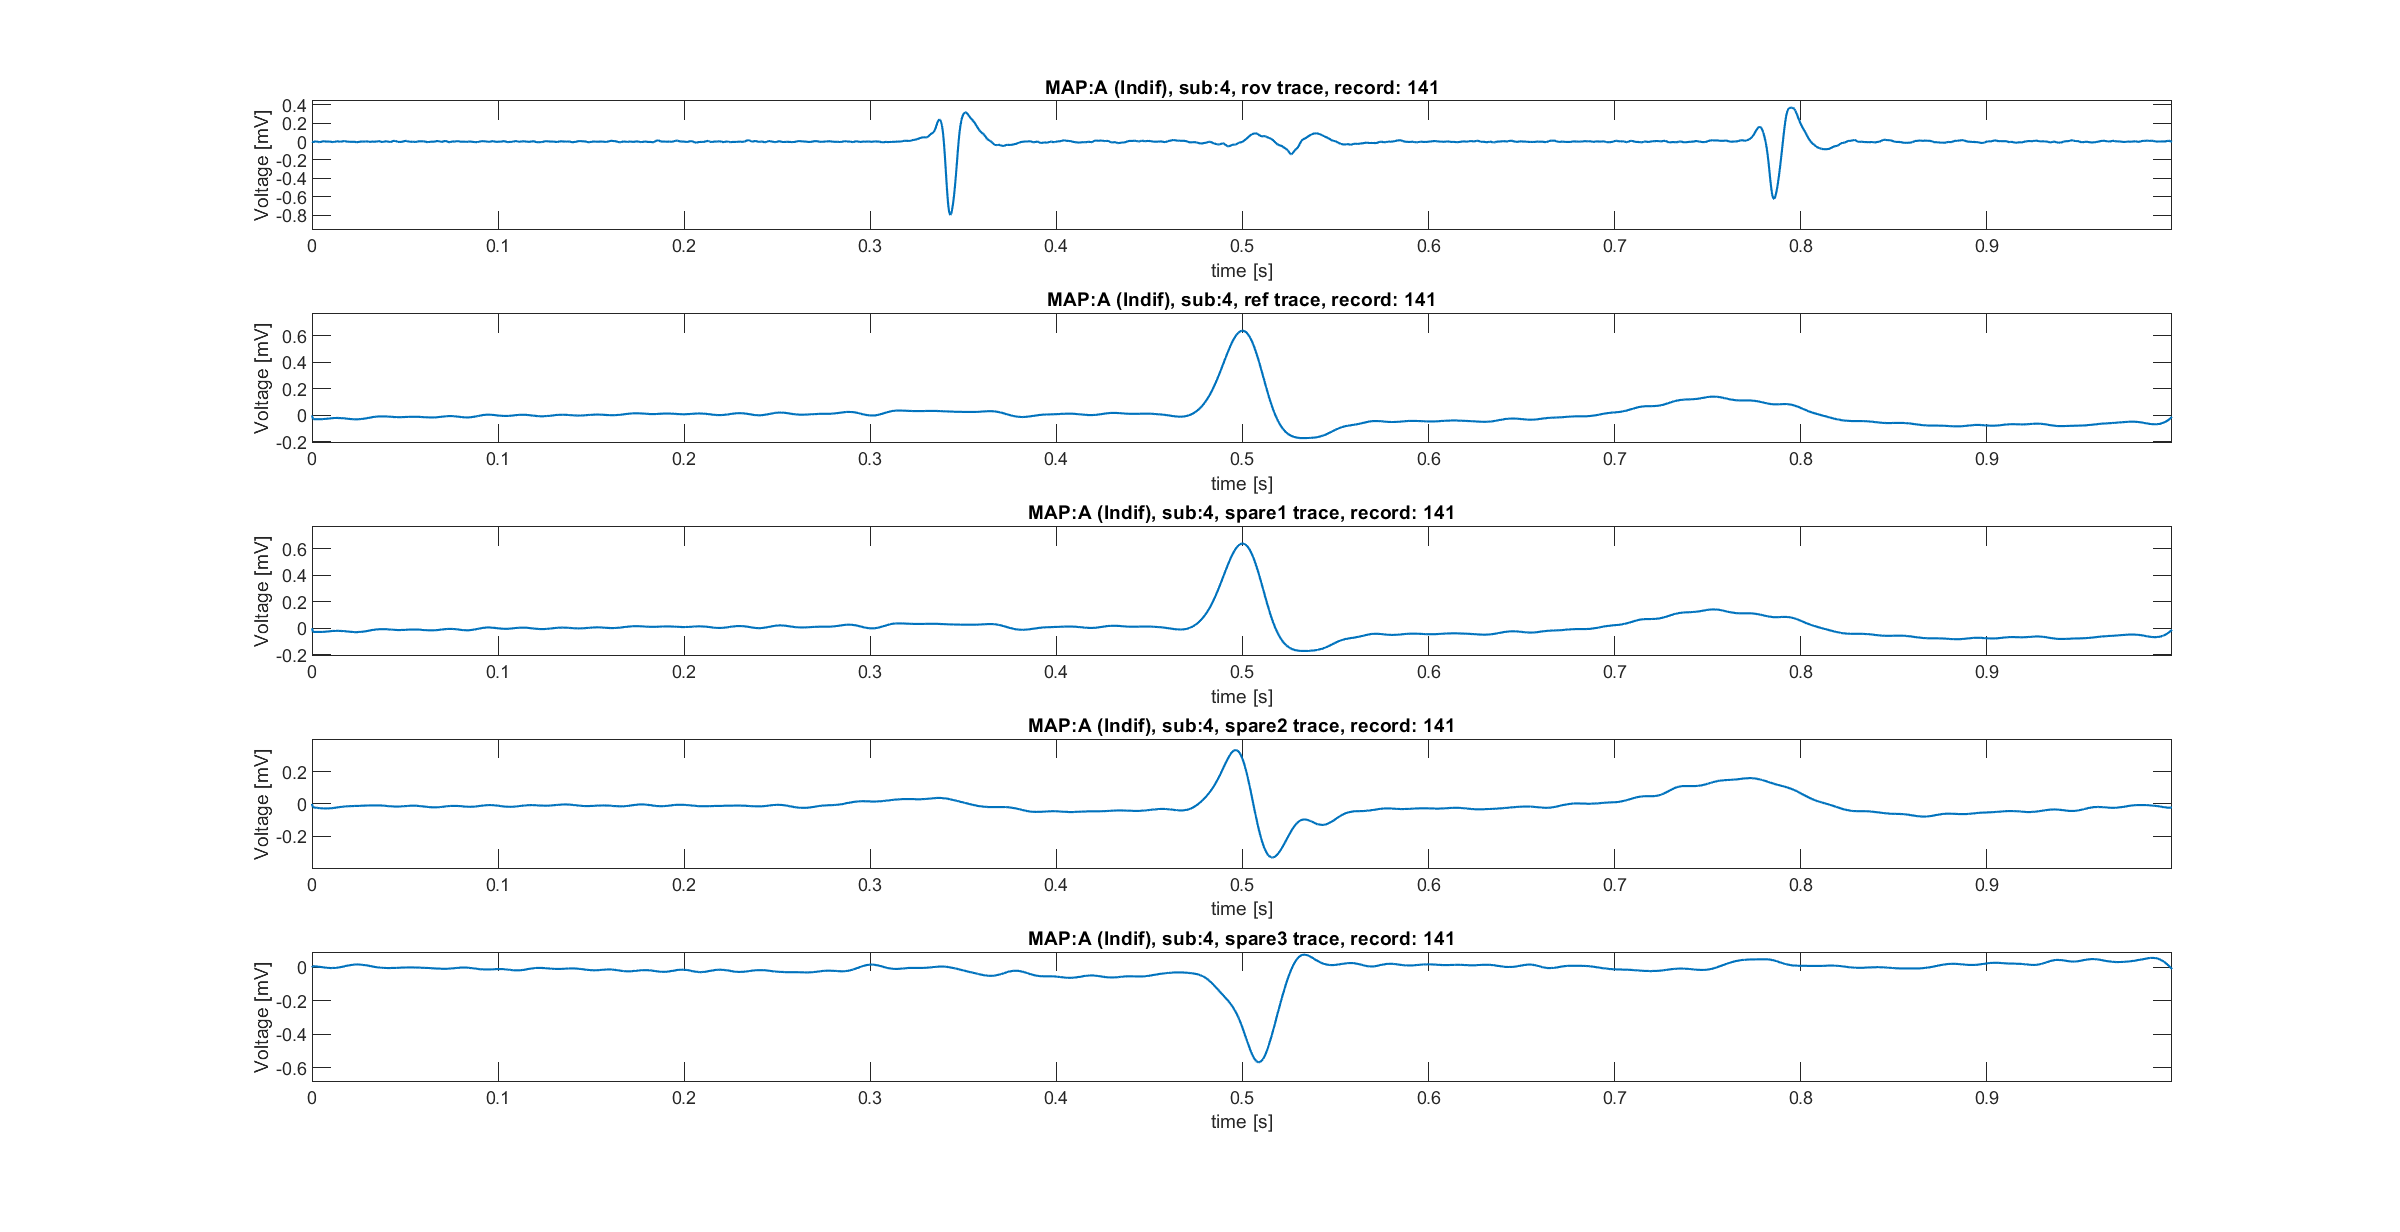 MAP:A (Indif), sub:4, rov trace, record: 141
Voltage [mV]
0.4
0.2
0
-0.2
-0.4
-0.6
-0.8
0 0.1 0.2 0.3 0.4 0.5 0.6 0.7 0.8 0.9
time [s]
MAP:A (Indif), sub:4, ref trace, record: 141
Voltage [mV]
0.6
0.4
0.2
0
-0.2
0 0.1 0.2 0.3 0.4 0.5 0.6 0.7 0.8 0.9
time [s]
MAP:A (Indif), sub:4, spare1 trace, record: 141
Voltage [mV]
0.6
0.4
0.2
0
-0.2
0 0.1 0.2 0.3 0.4 0.5 0.6 0.7 0.8 0.9
time [s]
MAP:A (Indif), sub:4, spare2 trace, record: 141
Voltage [mV]
0.2
0
-0.2
0 0.1 0.2 0.3 0.4 0.5 0.6 0.7 0.8 0.9
time [s]
MAP:A (Indif), sub:4, spare3 trace, record: 141
Voltage [mV]
0
-0.2
-0.4
-0.6
0 0.1 0.2 0.3 0.4 0.5 0.6 0.7 0.8 0.9
time [s]